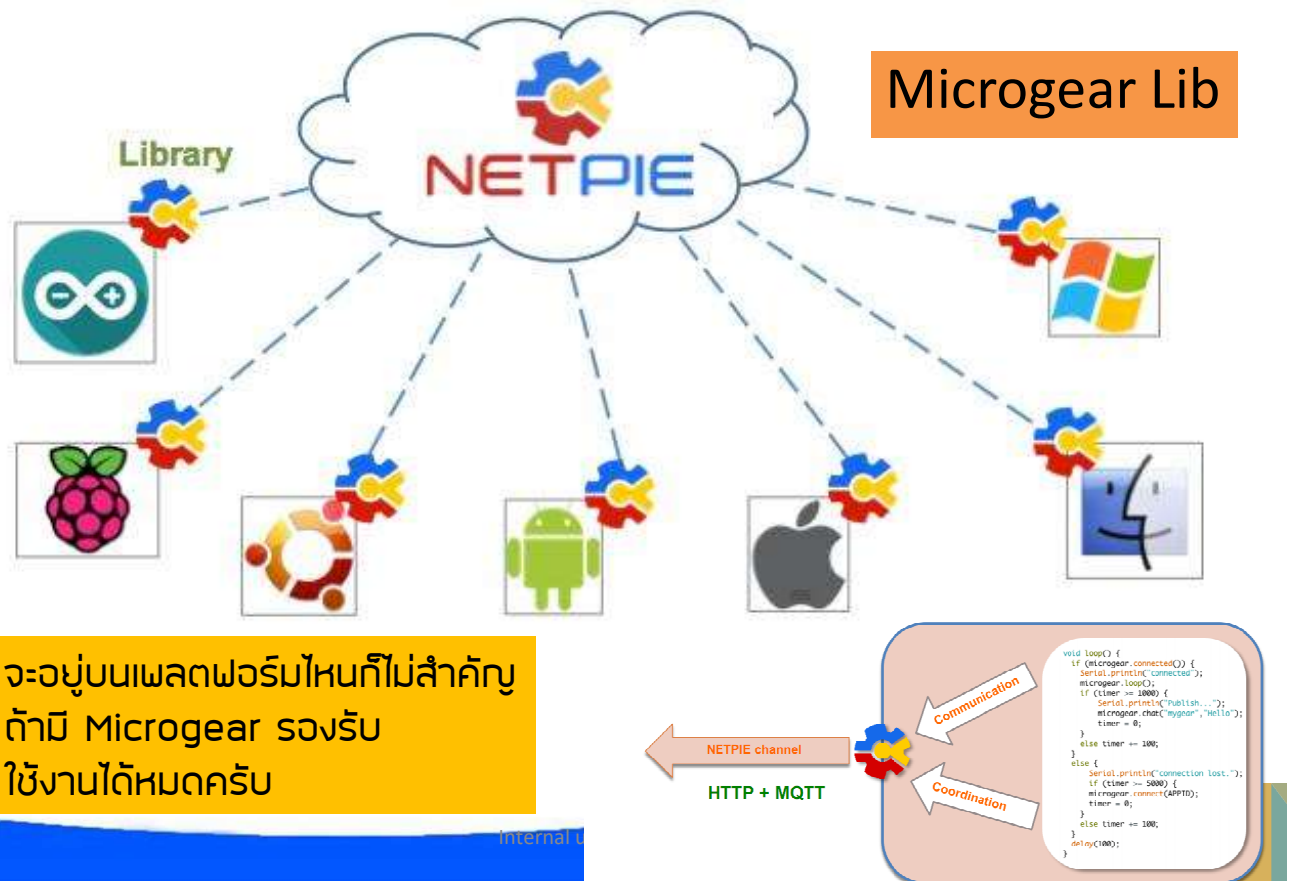 Microgear Lib
Library
NETPIE
จะอยู่บนเพลตฟอร์มไหนก็ไม่สำคัญ
ถ้ามี Microgear รองรับ
ใช้งานได้หมดครับ
NETPIE channel
HTTP + MQTT
Communication
Coordination
void loop() {
if (microgear.connected()) {
Serial.println("connected");
microgear.loop();
if (timer >= 1000) {
Serial.println("Publish...");
microgear.chat("mygear","Hello");
timer = 0;
}
else timer += 100;
}
else {
Serial.println("connection lost.");
if (timer >= 5000) {
microgear.connect(APPID);
timer = 0;
}
else timer += 100;
}
delay(100);
}
Internal